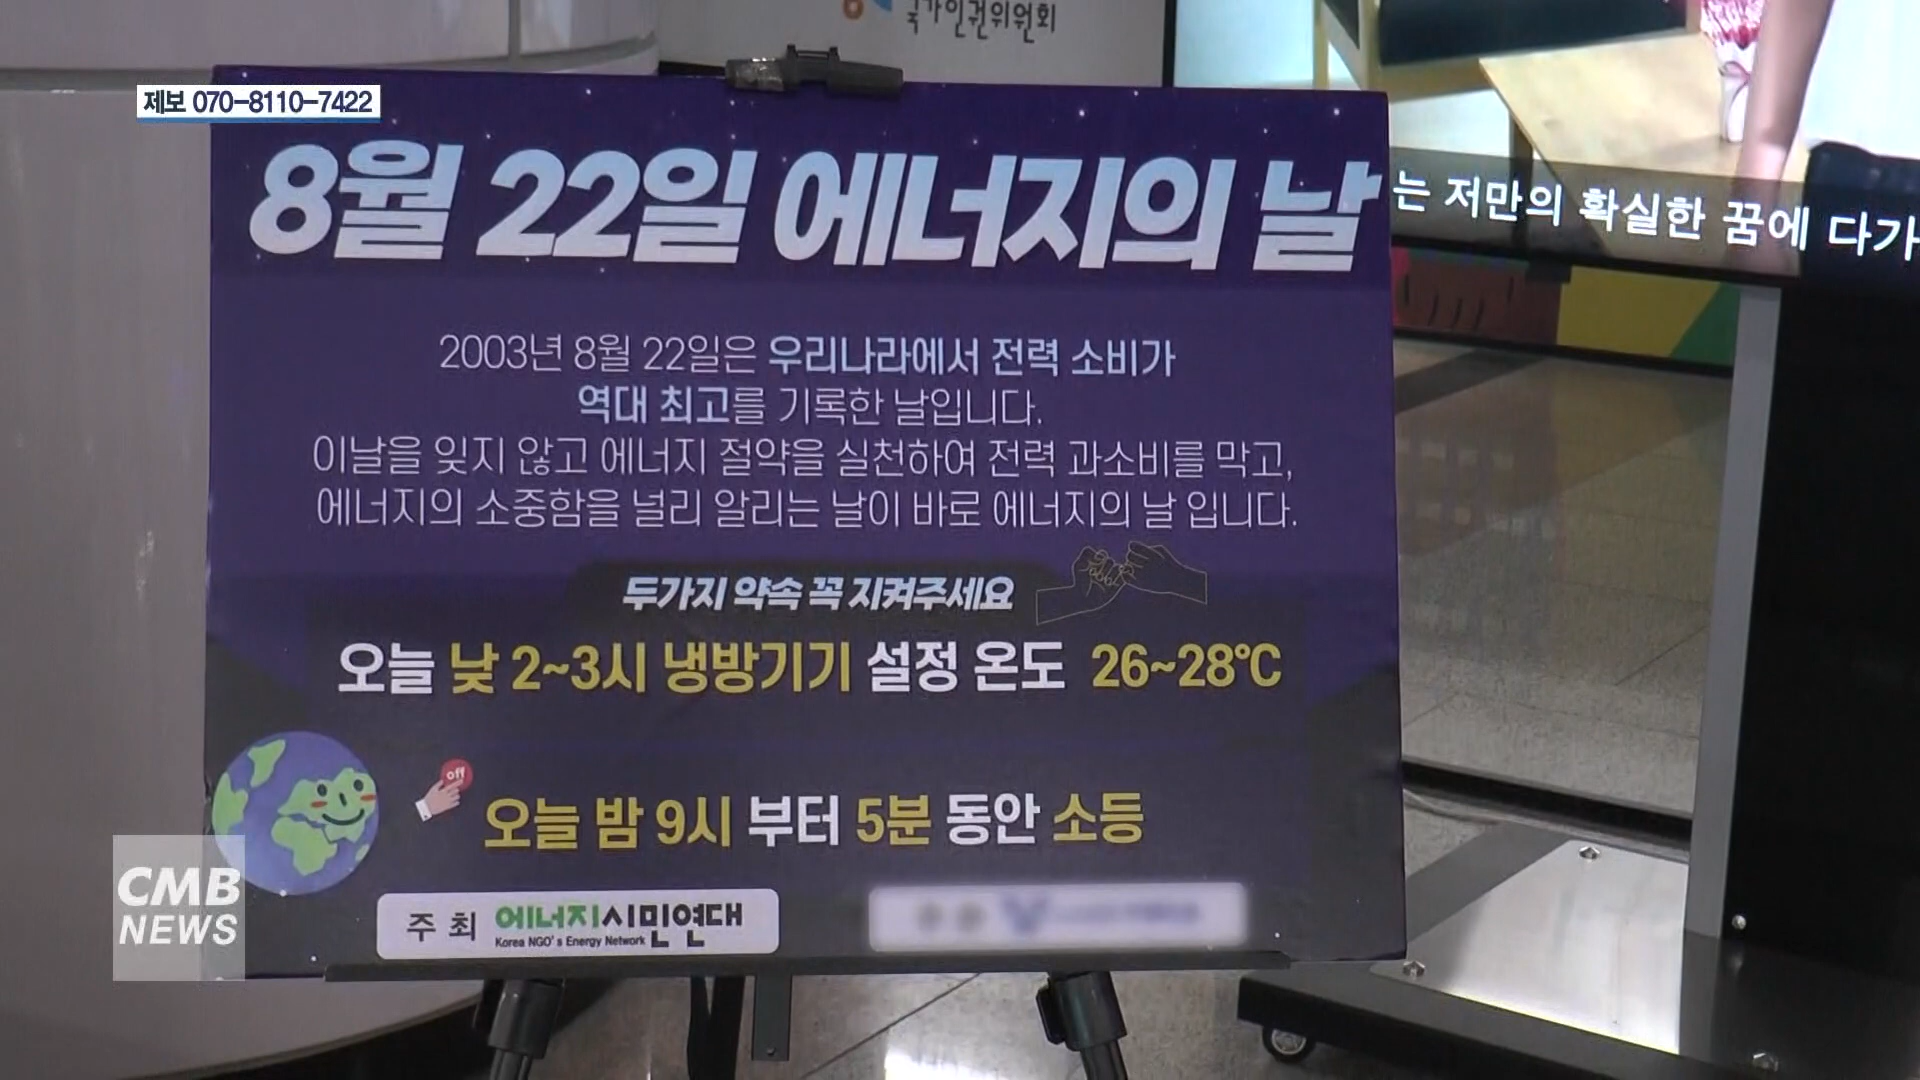 국가인권위원회
제보 070-8110-7422
8월 22일 에너지의 날
는 저만의 확실한 꿈에 다가
2003년 8월 22일은 우리나라에서 전력 소비가
역대 최고를 기록한 날입니다.
이날을 잊지 않고 에너지 절약을 실천하여 전력 과소비를 막고,
에너지의 소중함을 널리 알리는 날이 바로 에너지의 날 입니다.
두가지 약속 꼭 지켜주세요
오늘 낮 2~3시 냉방기기 설정 온도 26~28℃
off
오늘 밤 9시 부터 5분 동안 소등
주최 에너지시민연대
Korea NGO's Energy Network
CMB
NEWS